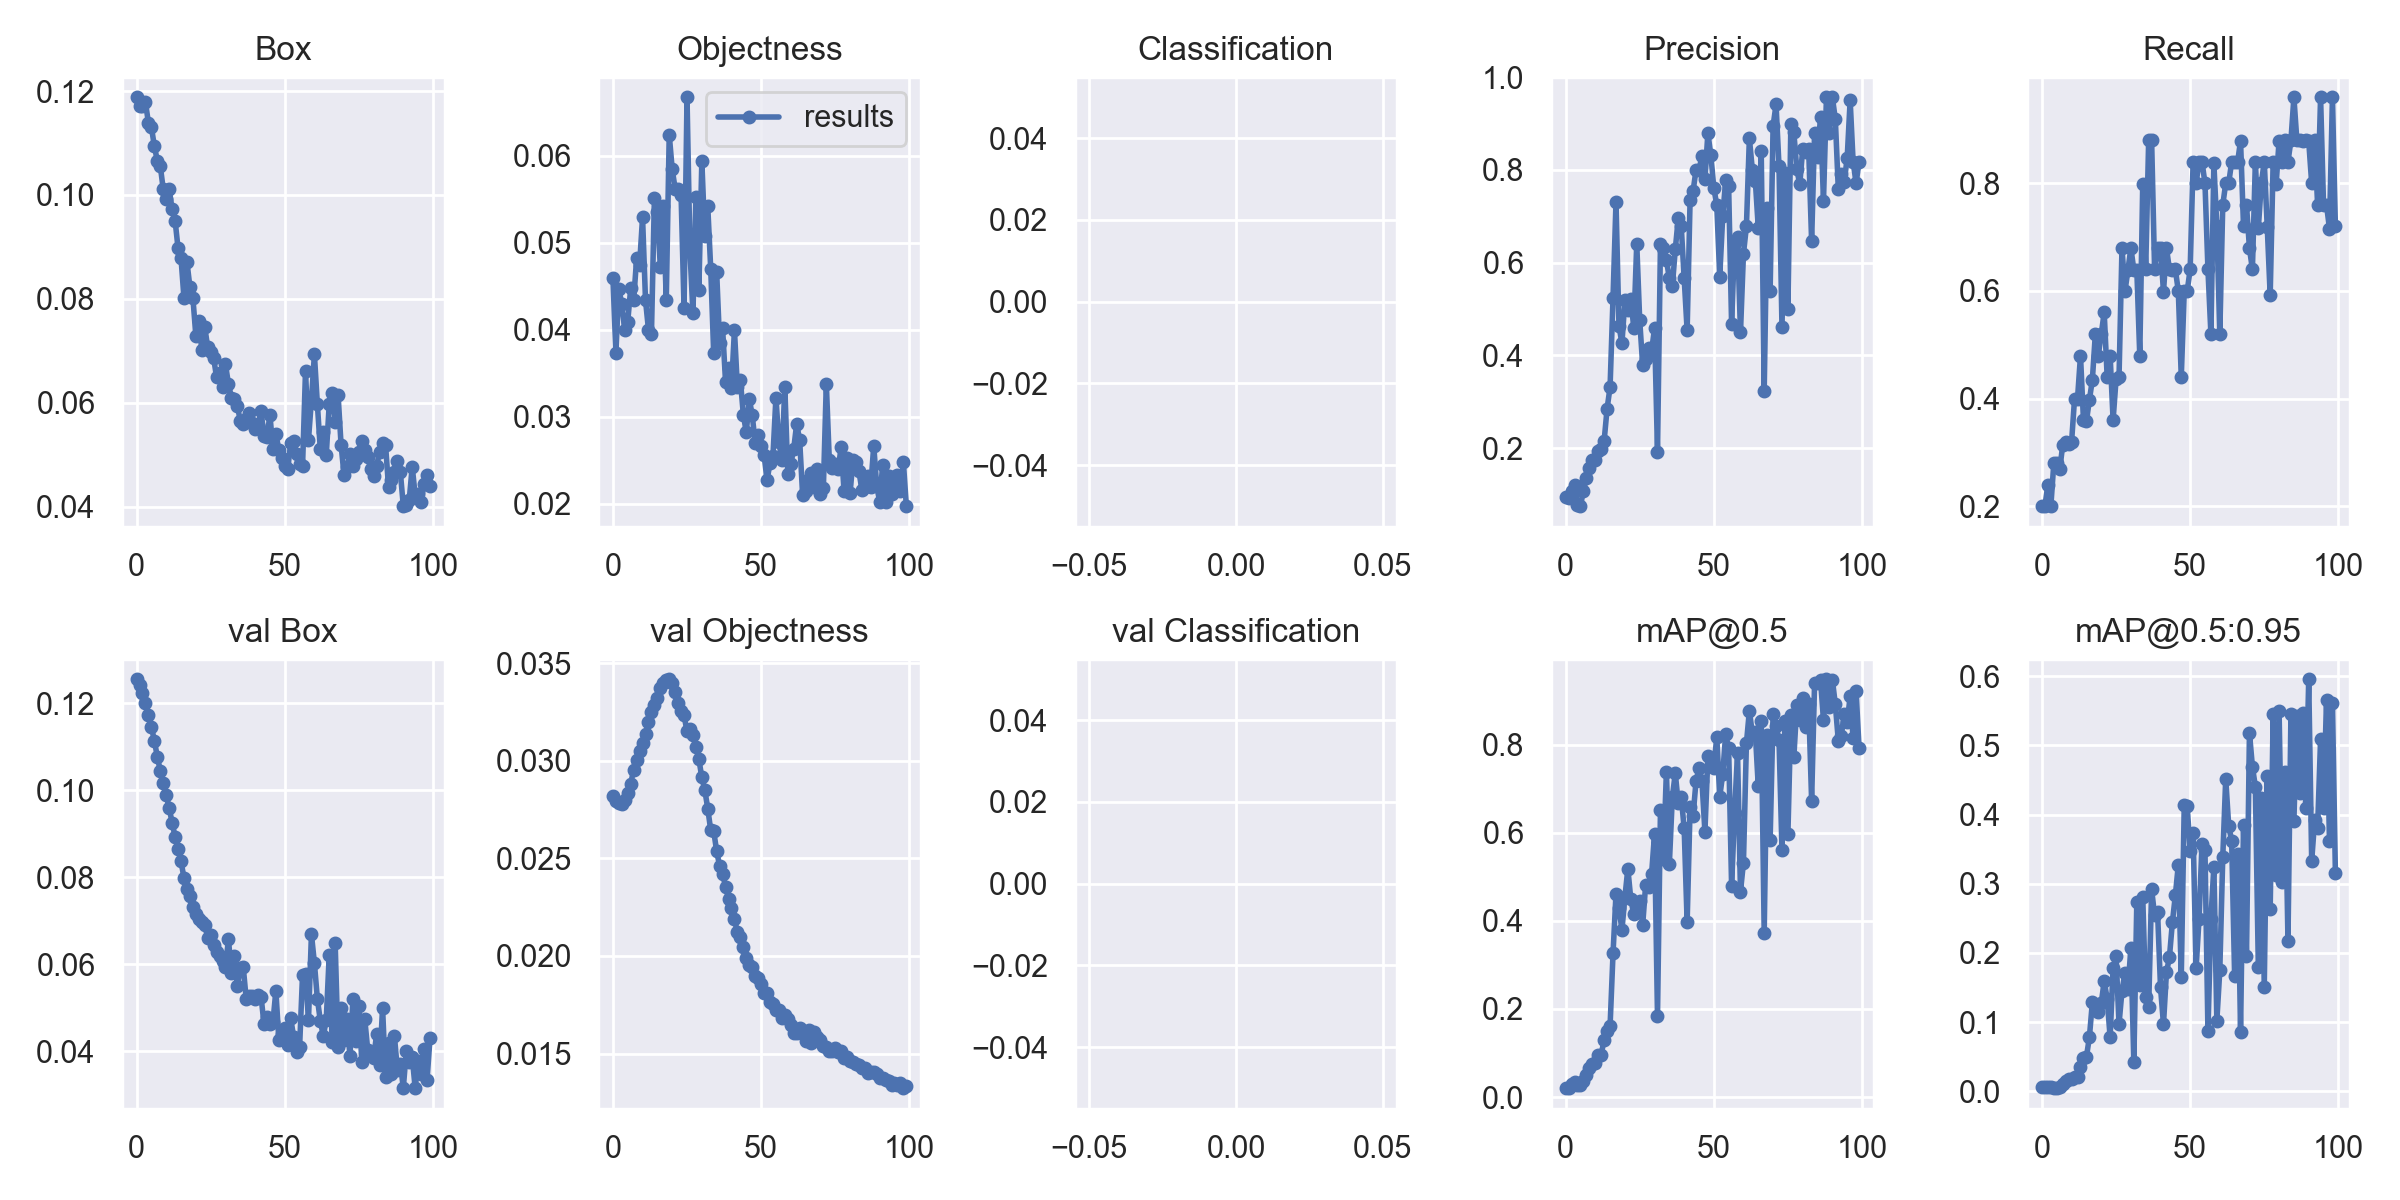 Box
0.12
0.10
0.08
0.06
0.04
0 50 100
Objectness
results
0.06
0.05
0.04
0.03
0.02
0 50 100
Classification
0.04
0.02
0.00
−0.02
−0.04
−0.05 0.00 0.05
Precision
1.0
0.8
0.6
0.4
0.2
0 50 100
Recall
0.8
0.6
0.4
0.2
0 50 100
val Box
0.12
0.10
0.08
0.06
0.04
0 50 100
val Objectness
0.035
0.030
0.025
0.020
0.015
0 50 100
val Classification
0.04
0.02
0.00
−0.02
−0.04
−0.05 0.00 0.05
mAP@0.5
0.8
0.6
0.4
0.2
0.0
0 50 100
mAP@0.5:0.95
0.6
0.5
0.4
0.3
0.2
0.1
0.0
0 50 100